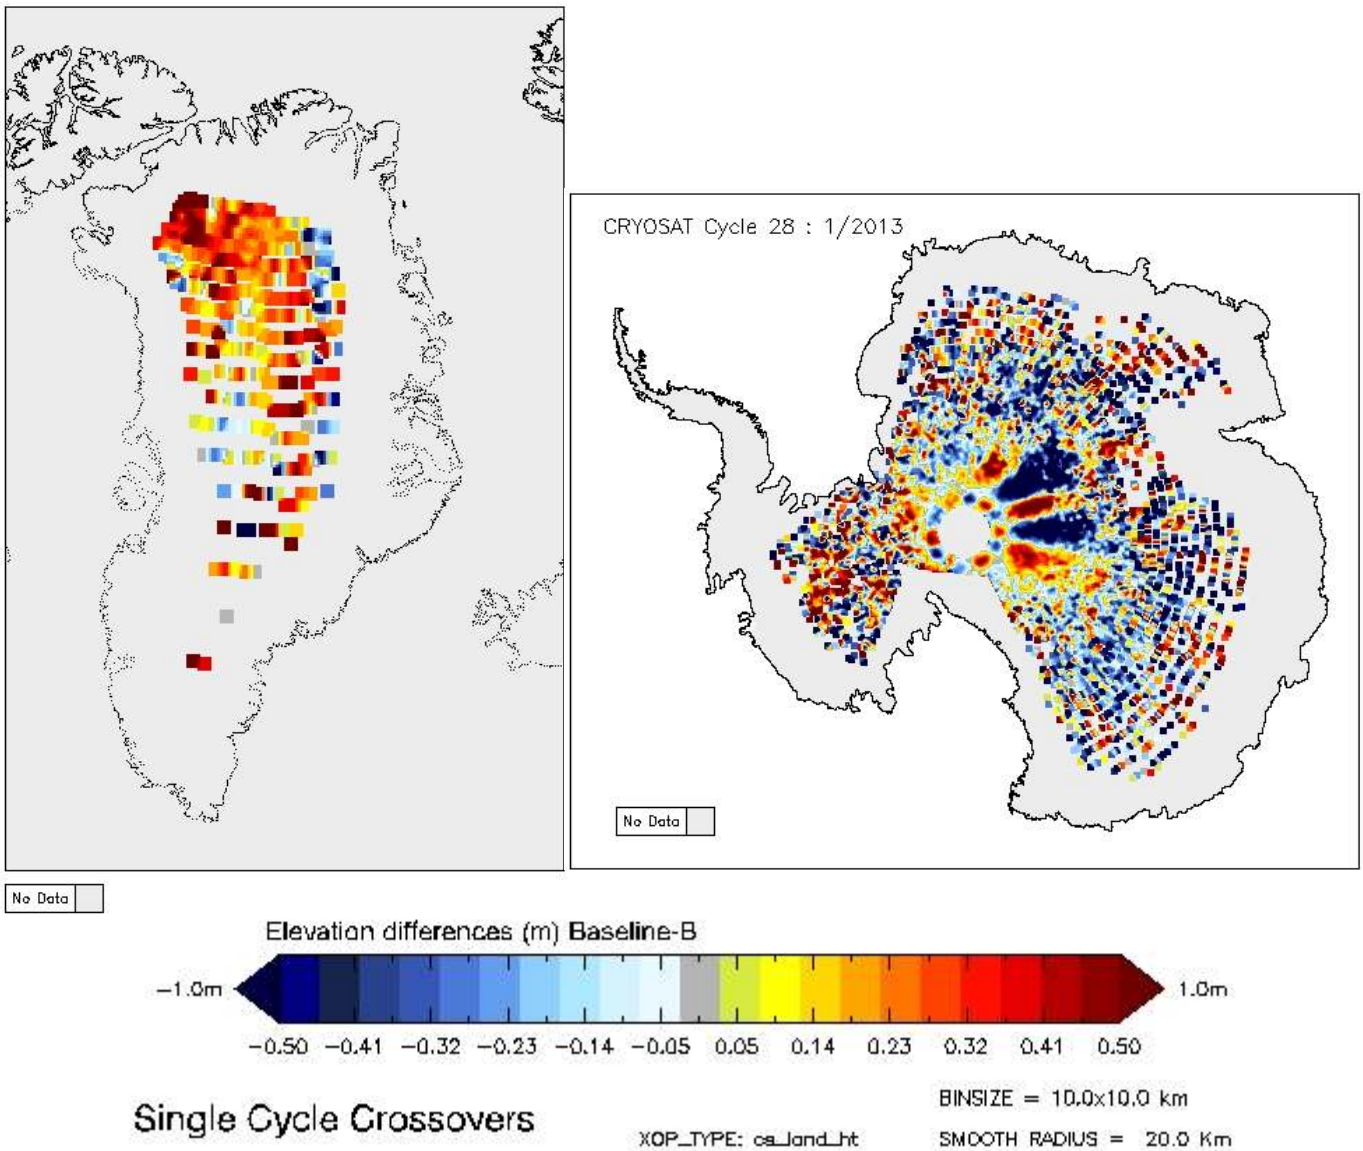 CRYOSAT Cycle 28 : 1/2013
No Data
No Data
Elevation differences (m) Baseline-B
-1.0m
1.0m
-0.50 -0.41 -0.32 -0.23 -0.14 -0.05 0.05 0.14 0.23 0.32 0.41 0.50
BINSIZE = 10.0x10.0 km
Single Cycle Crossovers
XOP_TYPE: cs_land_ht
SMOOTH RADIUS = 20.0 Km